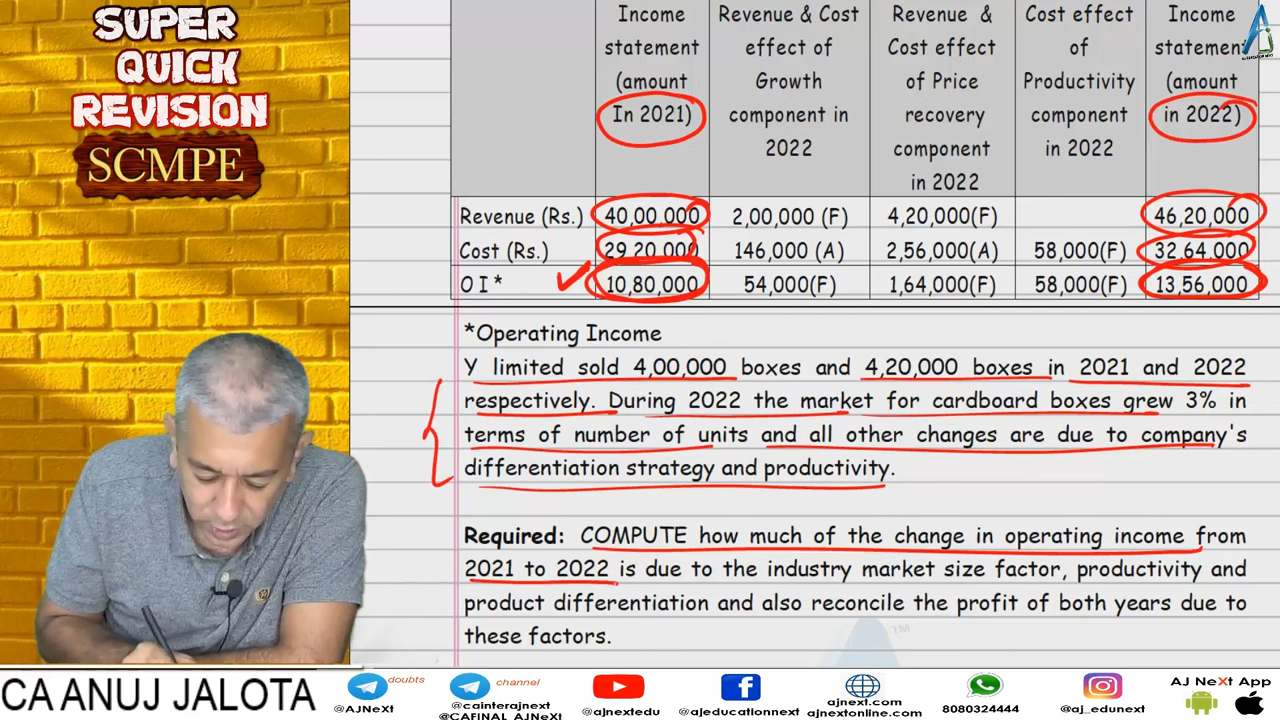 SUPER
QUICK
REVISION
SCMPE
Income
statement
(amount
In 2021)
Revenue & Cost
effect of
Growth
component in
2022
Revenue &
Cost effect
of Price
recovery
component
in 2022
Cost effect
of
Productivity
component
in 2022
Income
statement
(amount
in 2022)
Revenue (Rs.) 40,00,000 2,00,000 (F) 4,20,000(F) 46,20,000
Cost (Rs.) 29,20,000 146,000 (A) 2,56,000(A) 58,000(F) 32,64,000
O I * 10,80,000 54,000(F) 1,64,000(F) 58,000(F) 13,56,000
*Operating Income
Y limited sold 4,00,000 boxes and 4,20,000 boxes in 2021 and 2022
respectively. During 2022 the market for cardboard boxes grew 3% in
terms of number of units and all other changes are due to company's
differentiation strategy and productivity.
Required: COMPUTE how much of the change in operating income from
2021 to 2022 is due to the industry market size factor, productivity and
product differentiation and also reconcile the profit of both years due to
these factors.
TM
CA ANUJ JALOTA
doubts
@AJNeXt
channel
@cainterajnext
@CAFINAL_AJNeXt
@ajnextedu
@ajeducationnext
ajnext.com
ajnextonline.com
8080324444
@aj_edunext
AJ NeXt App